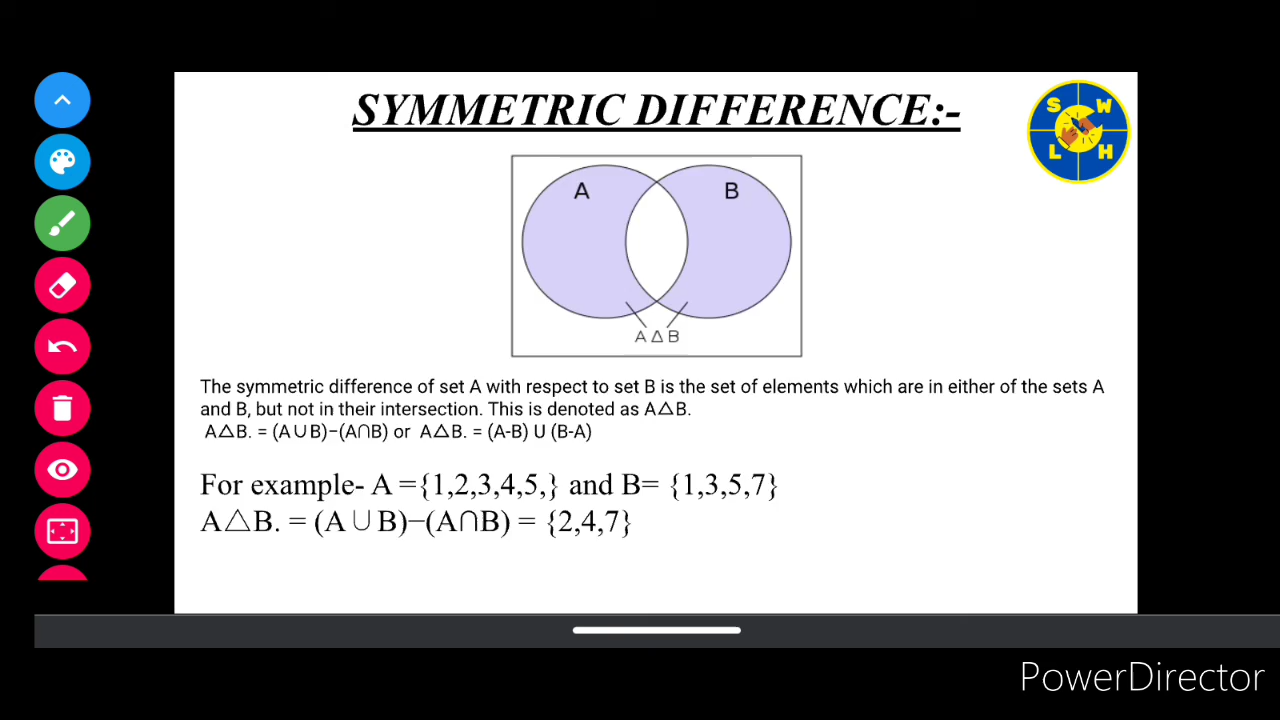 SYMMETRIC DIFFERENCE:-
S W
L H
A B
A Δ B
The symmetric difference of set A with respect to set B is the set of elements which are in either of the sets A
and B, but not in their intersection. This is denoted as A△B.
A△B. = (A∪B)−(A∩B) or A△B. = (A-B) U (B-A)
For example- A ={1,2,3,4,5,} and B= {1,3,5,7}
A△B. = (A∪B)−(A∩B) = {2,4,7}
PowerDirector